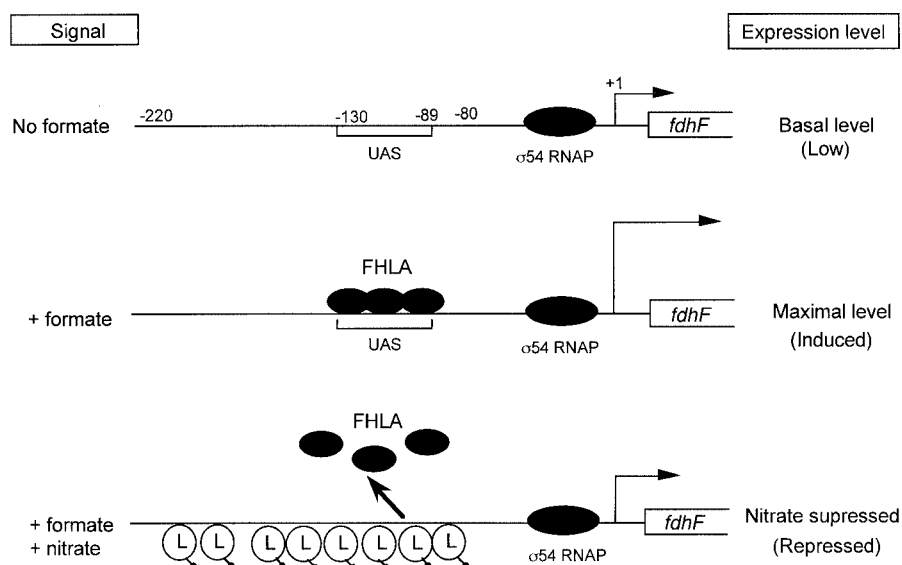 Signal
Expression level
No formate
-220
-130
-89
-80
+1
UAS
σ54 RNAP
fdhF
Basal level
(Low)
FHLA
+ formate
UAS
σ54 RNAP
fdhF
Maximal level
(Induced)
FHLA
+ formate
+ nitrate
L L L L L L L L
σ54 RNAP
fdhF
Nitrate supressed
(Repressed)